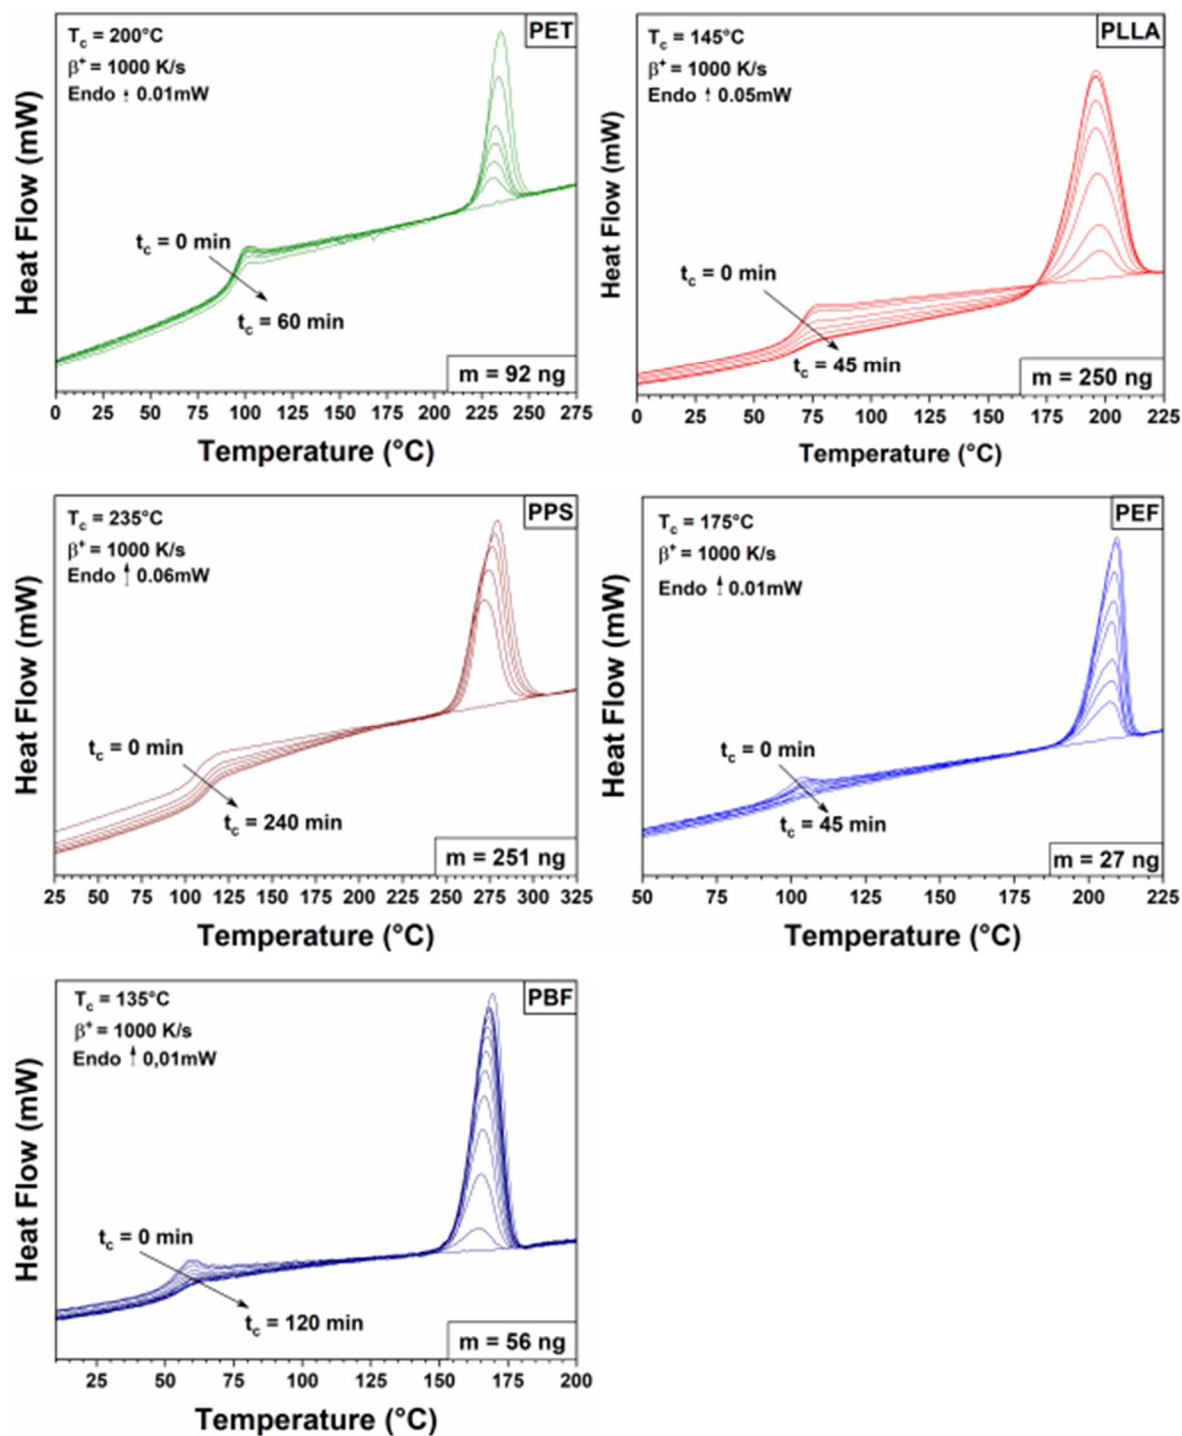 PET
T_c = 200°C
β⁺ = 1000 K/s
Endo ↑ 0.01mW
t_c = 0 min
t_c = 60 min
m = 92 ng
Heat Flow (mW)
0 25 50 75 100 125 150 175 200 225 250 275
Temperature (°C)
PLLA
T_c = 145°C
β⁺ = 1000 K/s
Endo ↑ 0.05mW
t_c = 0 min
t_c = 45 min
m = 250 ng
Heat Flow (mW)
0 25 50 75 100 125 150 175 200 225
Temperature (°C)
PPS
T_c = 235°C
β⁺ = 1000 K/s
Endo ↑ 0.06mW
t_c = 0 min
t_c = 240 min
m = 251 ng
Heat Flow (mW)
25 50 75 100 125 150 175 200 225 250 275 300 325
Temperature (°C)
PEF
T_c = 175°C
β⁺ = 1000 K/s
Endo ↑ 0.01mW
t_c = 0 min
t_c = 45 min
m = 27 ng
Heat Flow (mW)
50 75 100 125 150 175 200 225
Temperature (°C)
PBF
T_c = 135°C
β⁺ = 1000 K/s
Endo ↑ 0,01mW
t_c = 0 min
t_c = 120 min
m = 56 ng
Heat Flow (mW)
25 50 75 100 125 150 175 200
Temperature (°C)